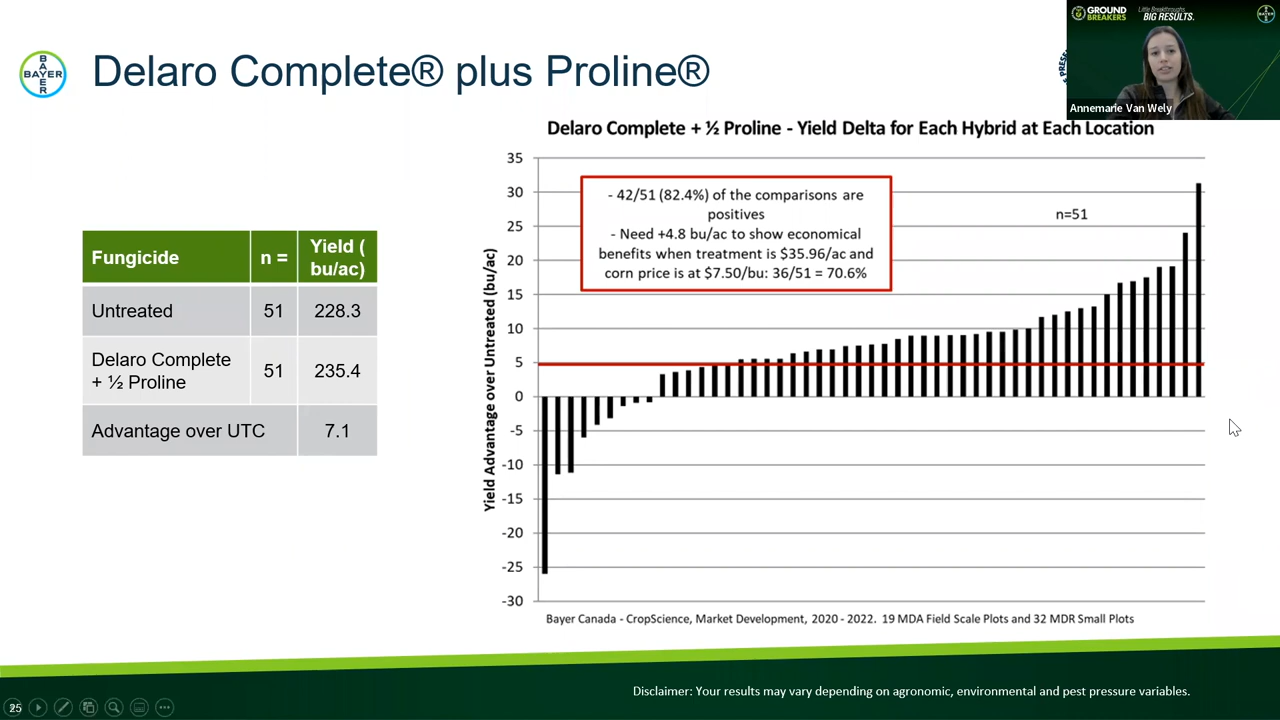 Delaro Complete® plus Proline®
GROUND BREAKERS
Little Breakthroughs.
BIG RESULTS.
BAYER
BAYER
Annemarie Van Wely
Fungicide n = Yield ( bu/ac)
Untreated 51 228.3
Delaro Complete + ½ Proline 51 235.4
Advantage over UTC 7.1
Delaro Complete + ½ Proline - Yield Delta for Each Hybrid at Each Location
Yield Advantage over Untreated (bu/ac)
35
30
25
20
15
10
5
0
-5
-10
-15
-20
-25
-30
- 42/51 (82.4%) of the comparisons are
positives
- Need +4.8 bu/ac to show economical
benefits when treatment is $35.96/ac and
corn price is at $7.50/bu: 36/51 = 70.6%
n=51
Bayer Canada - CropScience, Market Development, 2020 - 2022. 19 MDA Field Scale Plots and 32 MDR Small Plots
Disclaimer: Your results may vary depending on agronomic, environmental and pest pressure variables.
25